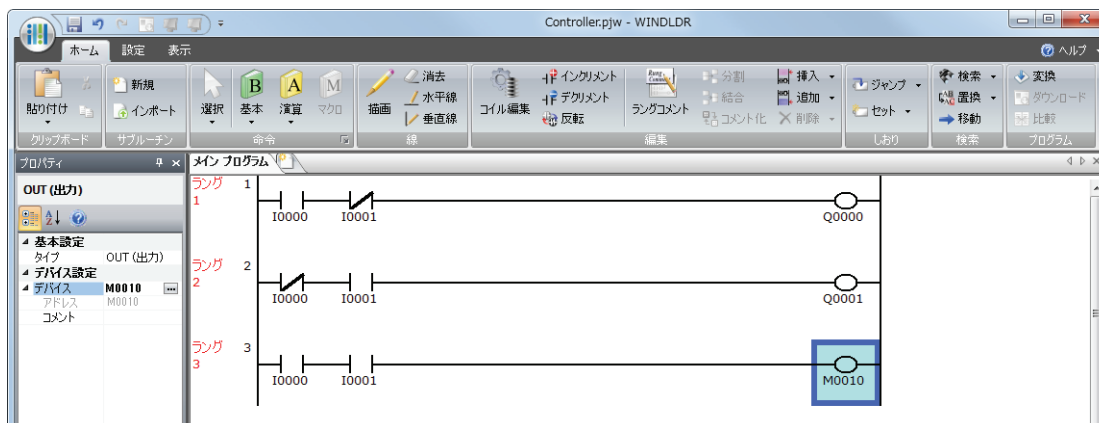 Controller.pjw - WINDLDR
ホーム 設定 表示 ヘルプ
貼り付け 新規 インポート 選択 基本 演算 マクロ 描画 消去 水平線 垂直線 コイル編集 インクリメント デクリメント 反転 ラングコメント 分割 結合 コメント化 挿入 追加 削除 ジャンプ セット 検索 置換 移動 変換 ダウンロード 比較
B A M
クリップボード サブルーチン 命令 線 編集 しおり 検索 プログラム
プロパティ
OUT (出力)
基本設定
タイプ OUT (出力)
デバイス設定
デバイス M0010 ...
アドレス M0010
コメント
メイン プログラム
ラング 1
1
I0000 I0001 Q0000
ラング 2
2
I0000 I0001 Q0001
ラング 3
3
I0000 I0001 M0010